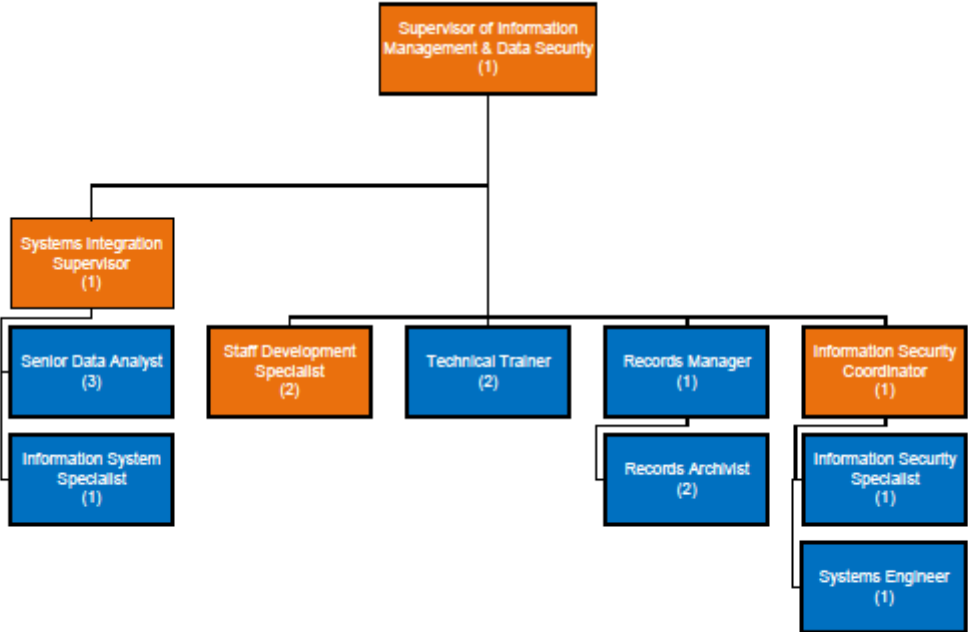 Supervisor of Information
Management & Data Security
(1)
Systems Integration
Supervisor
(1)
Senior Data Analyst
(3)
Information System
Specialist
(1)
Staff Development
Specialist
(2)
Technical Trainer
(2)
Records Manager
(1)
Records Archivist
(2)
Information Security
Coordinator
(1)
Information Security
Specialist
(1)
Systems Engineer
(1)